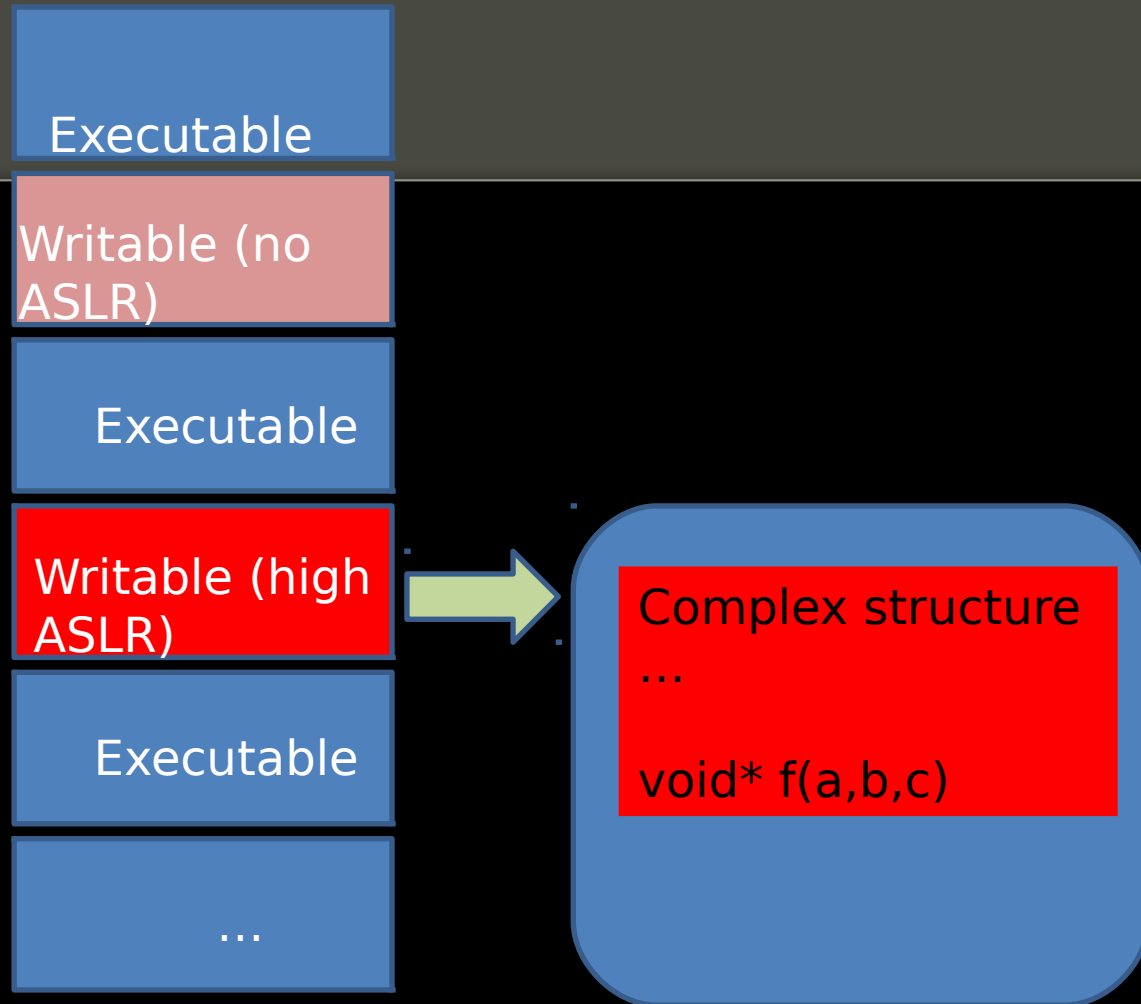 Executable
Writable (no
ASLR)
Executable
Writable (high
ASLR)
Executable
...
Complex structure
...
void* f(a,b,c)